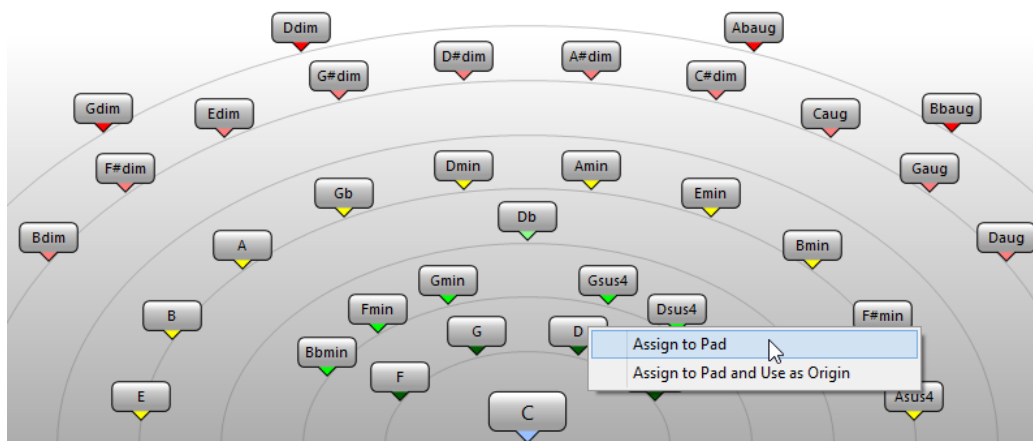 Ddim
Abaug
D#dim
A#dim
G#dim
C#dim
Gdim
Edim
Caug
Bbaug
F#dim
Dmin
Amin
Gaug
Gb
Emin
Db
Bdim
A
Bmin
Daug
Gmin
Gsus4
Fmin
Dsus4
B
F#min
G
D
Assign to Pad
Bbmin
F
Assign to Pad and Use as Origin
E
Asus4
C